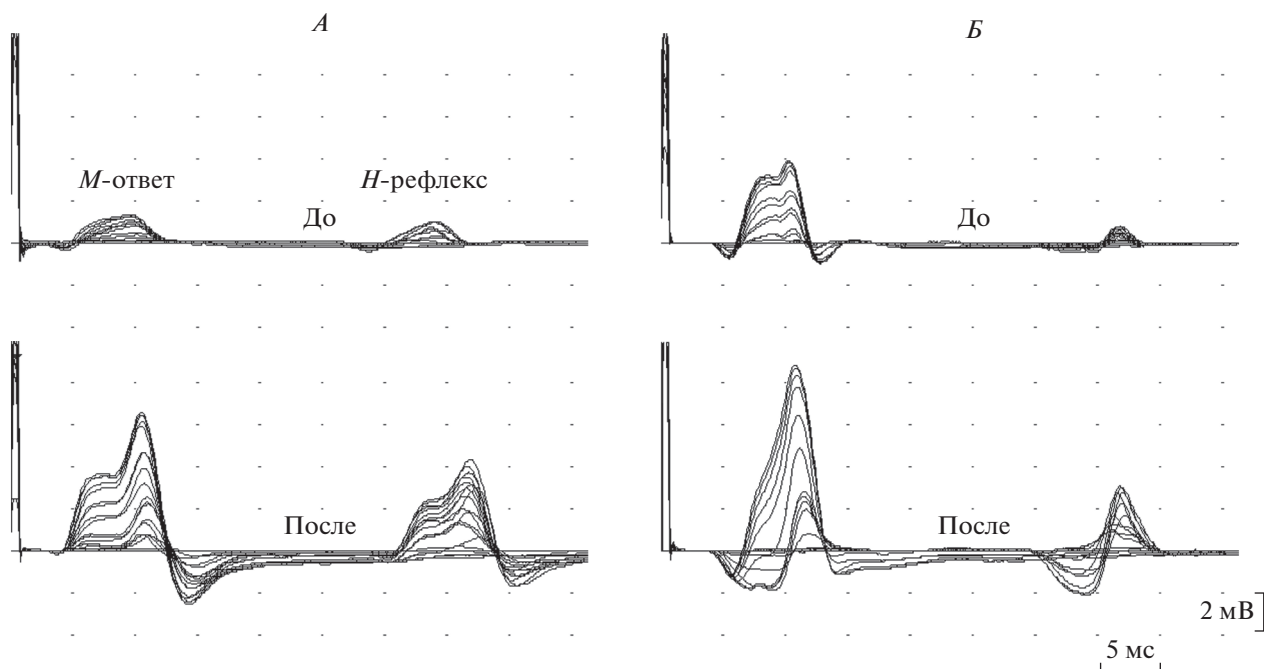 А
Б
М-ответ
Н-рефлекс
До
До
После
После
2 мВ
5 мс